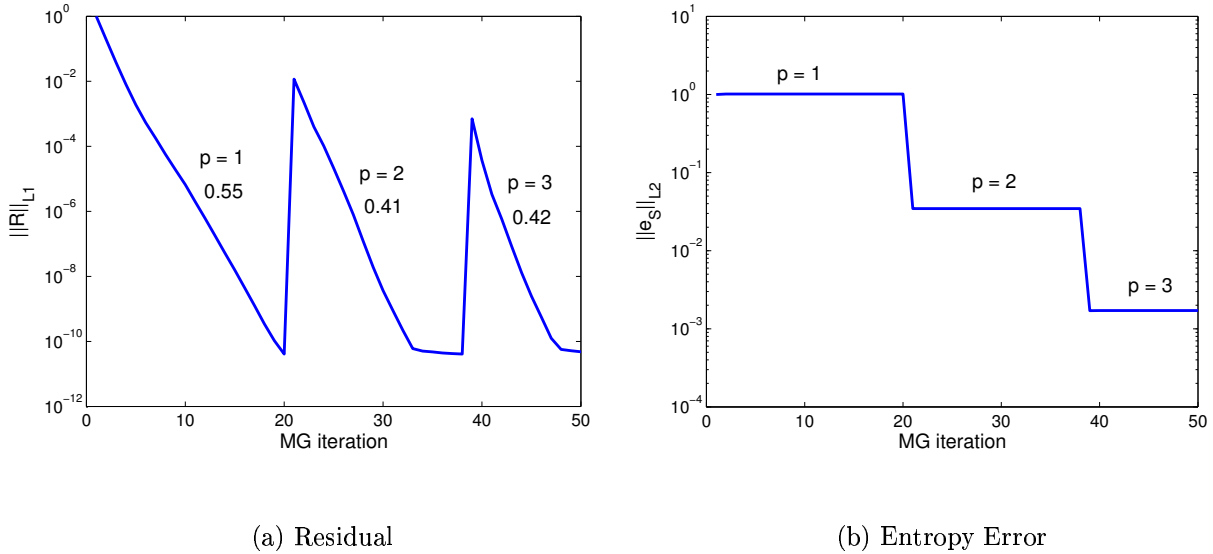 10^0
10^-2
10^-4
10^-6
10^-8
10^-10
10^-12
||R||_L1
p = 1
0.55
p = 2
0.41
p = 3
0.42
0 10 20 30 40 50
MG iteration
(a) Residual
10^1
10^0
10^-1
10^-2
10^-3
10^-4
||e_S||_L2
p = 1
p = 2
p = 3
0 10 20 30 40 50
MG iteration
(b) Entropy Error